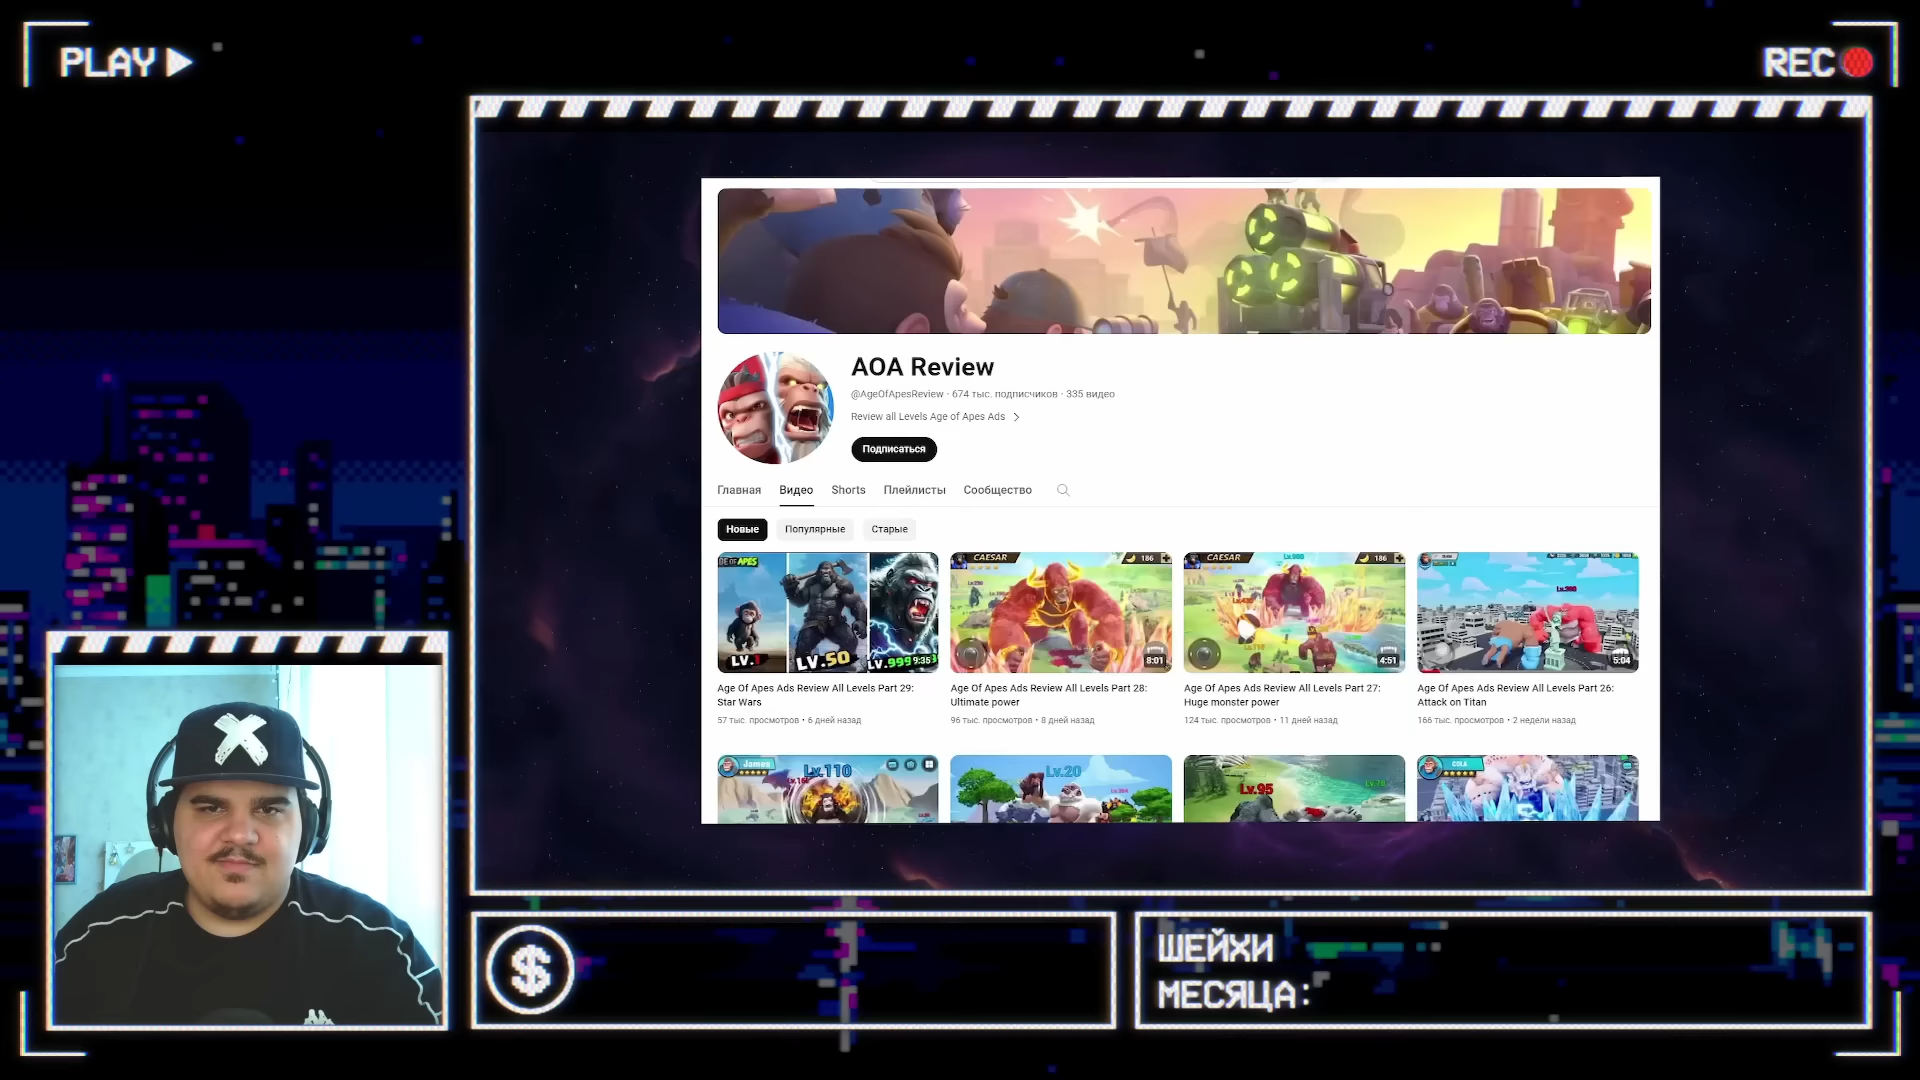 PLAY
REC
AOA Review
@AgeOfApesReview · 674 тыс. подписчиков · 335 видео
Review all Levels Age of Apes Ads
Подписаться
Главная Видео Shorts Плейлисты Сообщество
Новые Популярные Старые
LV.1 LV.50 LV.999 9:35
CAESAR 186 8:01
CAESAR 186 4:51
Lv.980
5:04
Age Of Apes Ads Review All Levels Part 29: Star Wars
57 тыс. просмотров • 6 дней назад
Age Of Apes Ads Review All Levels Part 28: Ultimate power
96 тыс. просмотров • 8 дней назад
Age Of Apes Ads Review All Levels Part 27: Huge monster power
124 тыс. просмотров • 11 дней назад
Age Of Apes Ads Review All Levels Part 26: Attack on Titan
166 тыс. просмотров • 2 недели назад
James Lv.110
Lv.20
Lv.95
COLA
$
ШЕЙХИ
МЕСЯЦА: